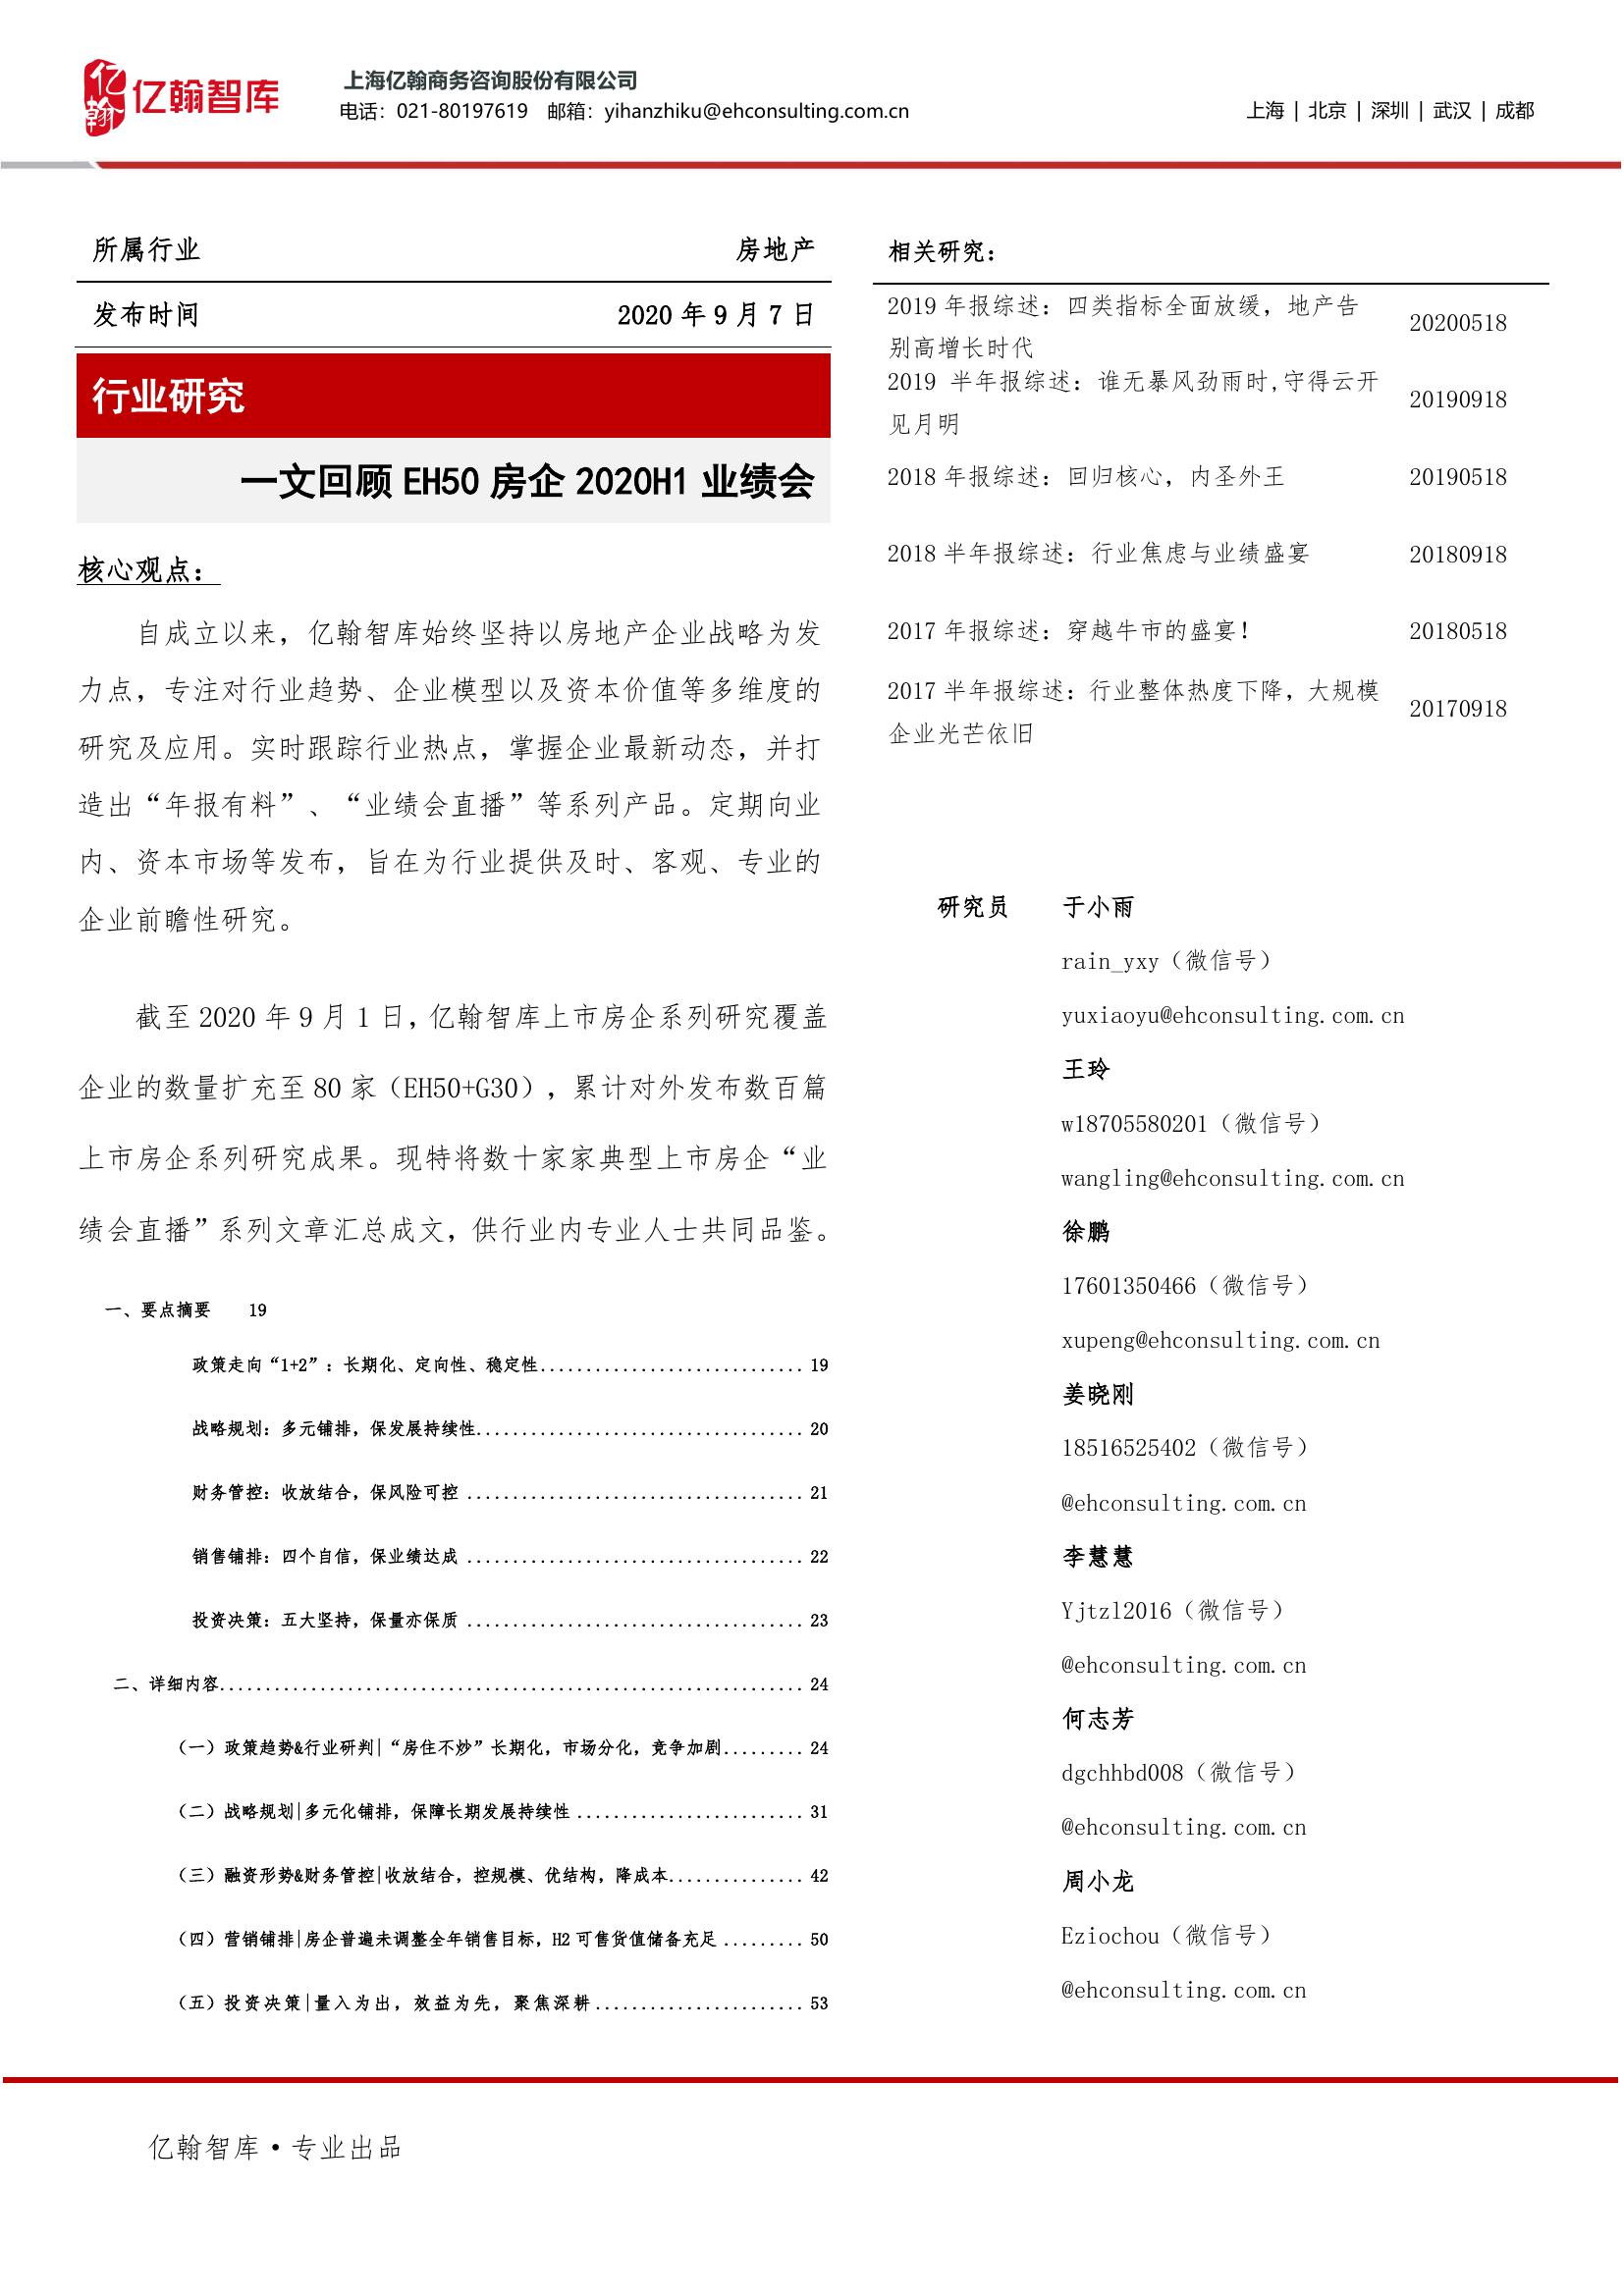 亿翰
亿翰智库
上海亿翰商务咨询股份有限公司
电话：021-80197619 邮箱：yihanzhiku@ehconsulting.com.cn
上海 | 北京 | 深圳 | 武汉 | 成都
所属行业 房地产
发布时间 2020 年 9 月 7 日
行业研究
一文回顾 EH50 房企 2020H1 业绩会
核心观点：
自成立以来，亿翰智库始终坚持以房地产企业战略为发
力点，专注对行业趋势、企业模型以及资本价值等多维度的
研究及应用。实时跟踪行业热点，掌握企业最新动态，并打
造出“年报有料”、“业绩会直播”等系列产品。定期向业
内、资本市场等发布，旨在为行业提供及时、客观、专业的
企业前瞻性研究。
截至 2020 年 9 月 1 日，亿翰智库上市房企系列研究覆盖
企业的数量扩充至 80 家（EH50+G30），累计对外发布数百篇
上市房企系列研究成果。现特将数十家家典型上市房企“业
绩会直播”系列文章汇总成文，供行业内专业人士共同品鉴。
一、要点摘要 19
政策走向“1+2”：长期化、定向性、稳定性............................. 19
战略规划：多元铺排，保发展持续性.................................... 20
财务管控：收放结合，保风险可控 ..................................... 21
销售铺排：四个自信，保业绩达成 ..................................... 22
投资决策：五大坚持，保量亦保质 ..................................... 23
二、详细内容................................................................ 24
（一）政策趋势&行业研判|“房住不炒”长期化，市场分化，竞争加剧......... 24
（二）战略规划|多元化铺排，保障长期发展持续性 ......................... 31
（三）融资形势&财务管控|收放结合，控规模、优结构，降成本............... 42
（四）营销铺排|房企普遍未调整全年销售目标，H2 可售货值储备充足 ......... 50
（五）投资决策|量入为出，效益为先，聚焦深耕....................... 53
相关研究：
2019 年报综述：四类指标全面放缓，地产告
别高增长时代 20200518
2019 半年报综述：谁无暴风劲雨时,守得云开
见月明 20190918
2018 年报综述：回归核心，内圣外王 20190518
2018 半年报综述：行业焦虑与业绩盛宴 20180918
2017 年报综述：穿越牛市的盛宴！ 20180518
2017 半年报综述：行业整体热度下降，大规模
企业光芒依旧 20170918
研究员 于小雨
rain_yxy（微信号）
yuxiaoyu@ehconsulting.com.cn
王玲
w18705580201（微信号）
wangling@ehconsulting.com.cn
徐鹏
17601350466（微信号）
xupeng@ehconsulting.com.cn
姜晓刚
18516525402（微信号）
@ehconsulting.com.cn
李慧慧
Yjtzl2016（微信号）
@ehconsulting.com.cn
何志芳
dgchhbd008（微信号）
@ehconsulting.com.cn
周小龙
Eziochou（微信号）
@ehconsulting.com.cn
亿翰智库·专业出品